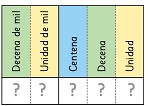 Decena de mil
Unidad de mil
Centena
Decena
Unidad
? ? ? ? ?